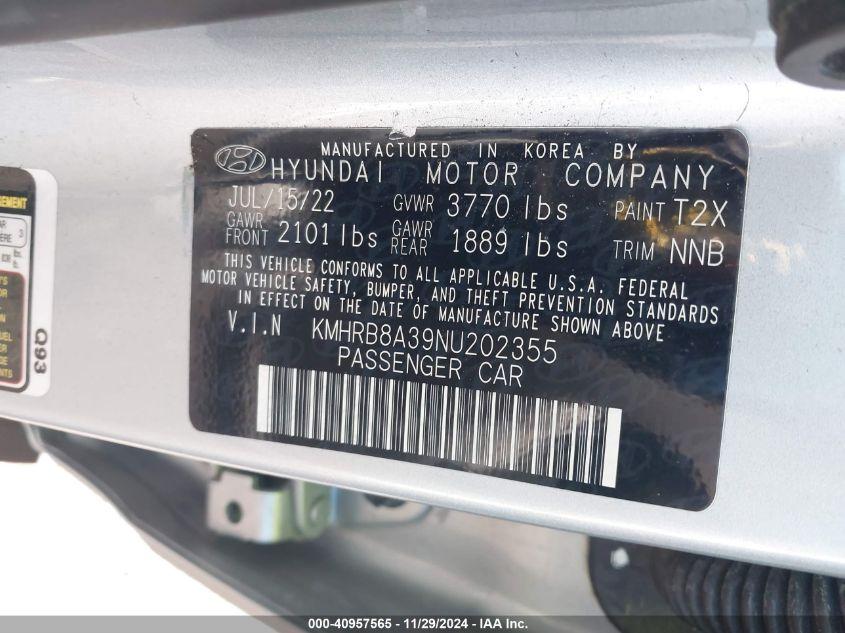 MANUFACTURED IN KOREA BY
HYUNDAI MOTOR COMPANY
JUL/15/22 GVWR 3770 lbs PAINT T2X
GAWR FRONT 2101 lbs GAWR REAR 1889 lbs TRIM NNB
THIS VEHICLE CONFORMS TO ALL APPLICABLE U.S.A. FEDERAL
MOTOR VEHICLE SAFETY, BUMPER, AND THEFT PREVENTION STANDARDS
IN EFFECT ON THE DATE OF MANUFACTURE SHOWN ABOVE
V.I.N KMHRB8A39NU202355
PASSENGER CAR
Q93
000-40957565 - 11/29/2024 - IAA Inc.